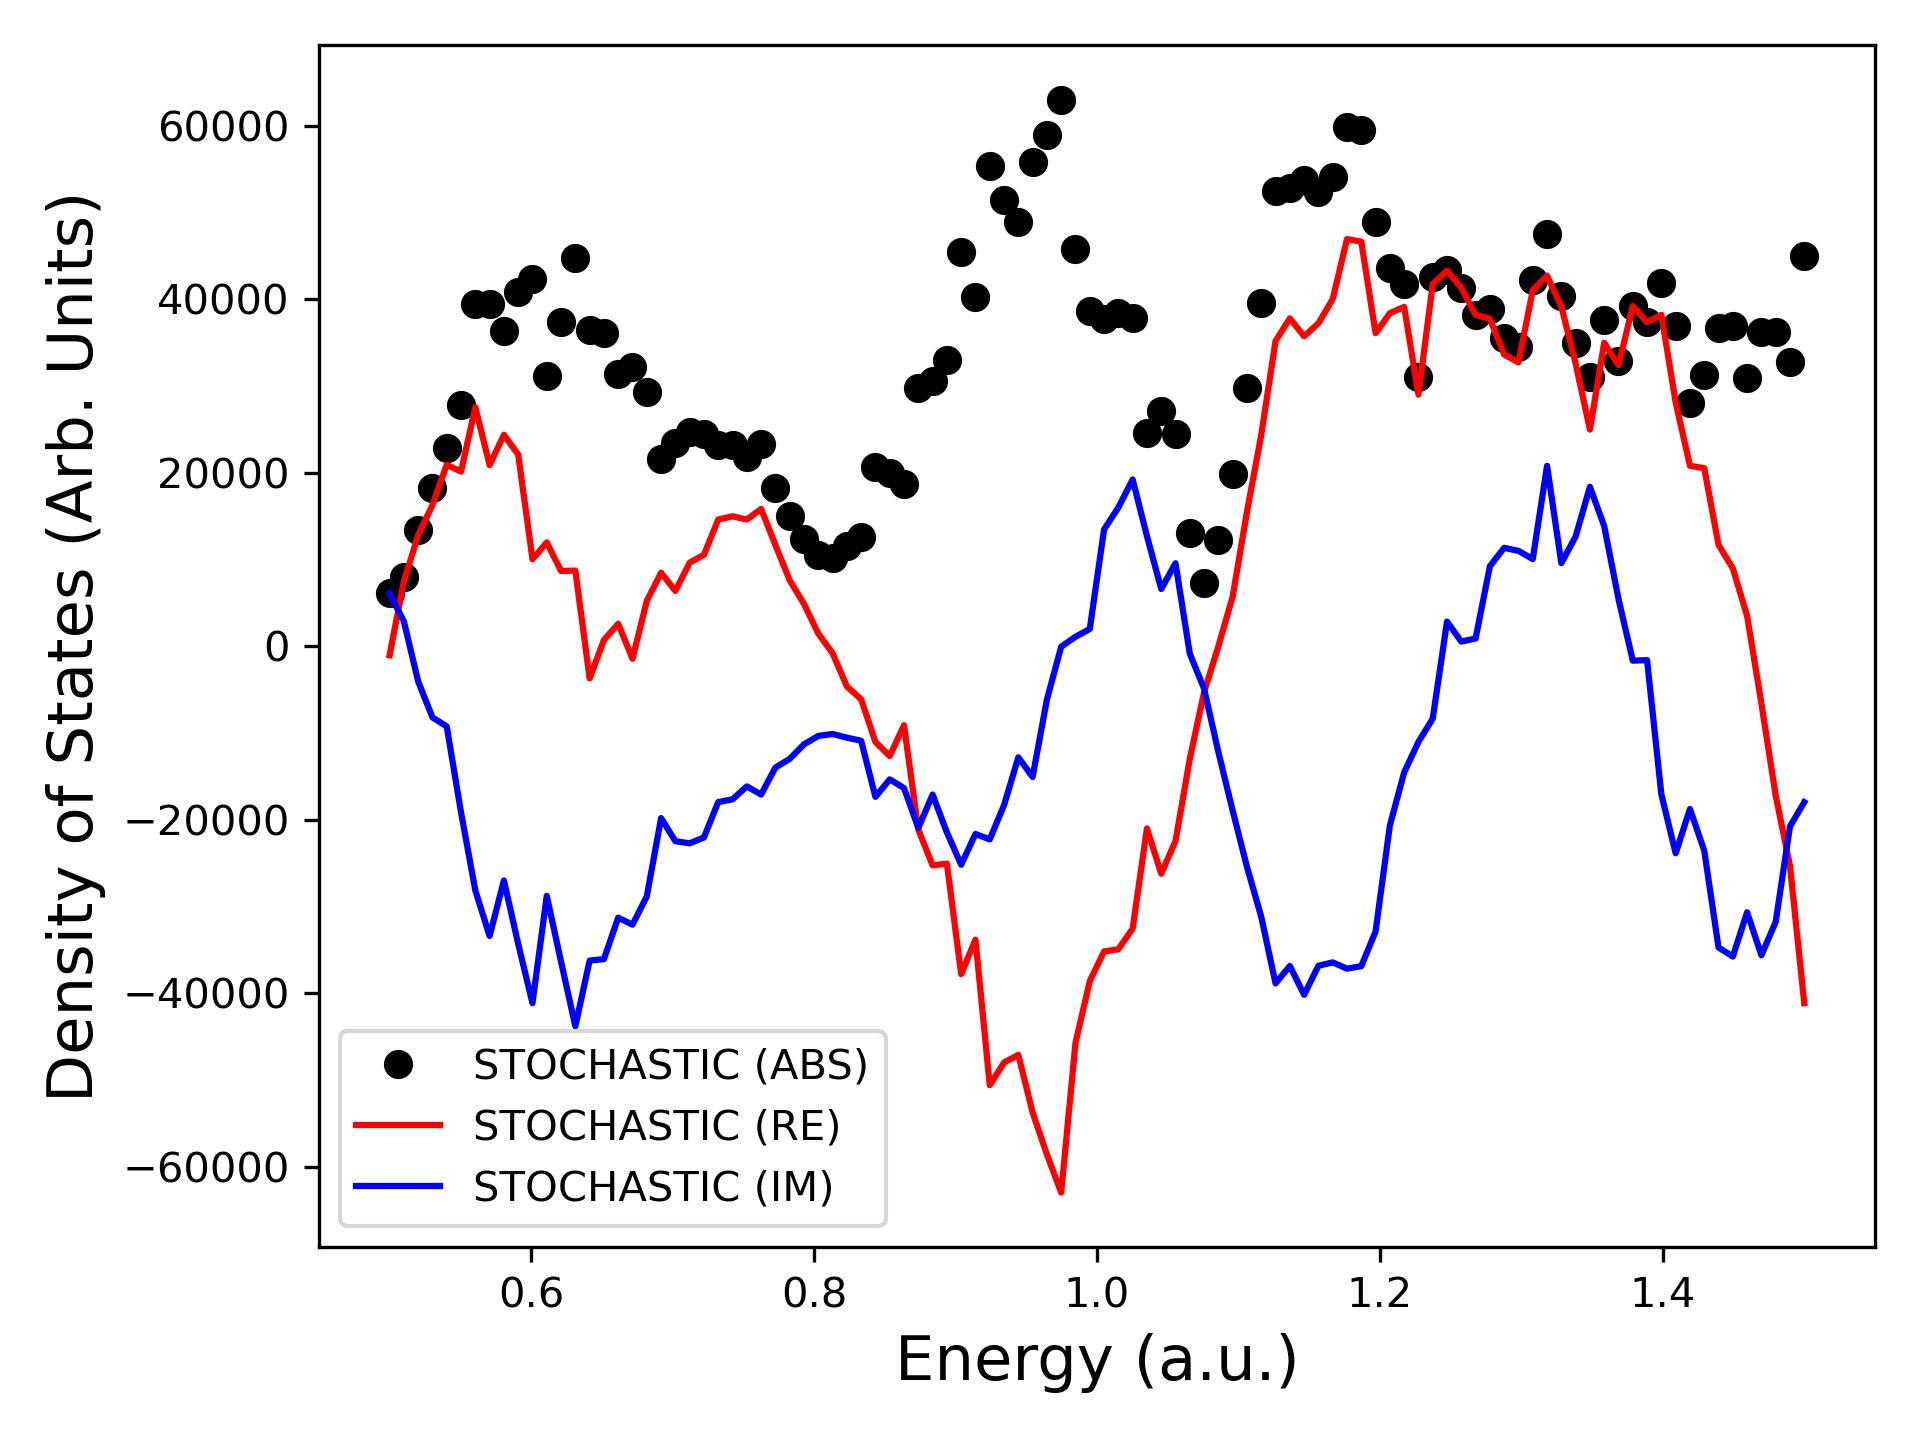 Density of States (Arb. Units)
60000
40000
20000
0
−20000
−40000
−60000
STOCHASTIC (ABS)
STOCHASTIC (RE)
STOCHASTIC (IM)
0.6 0.8 1.0 1.2 1.4
Energy (a.u.)